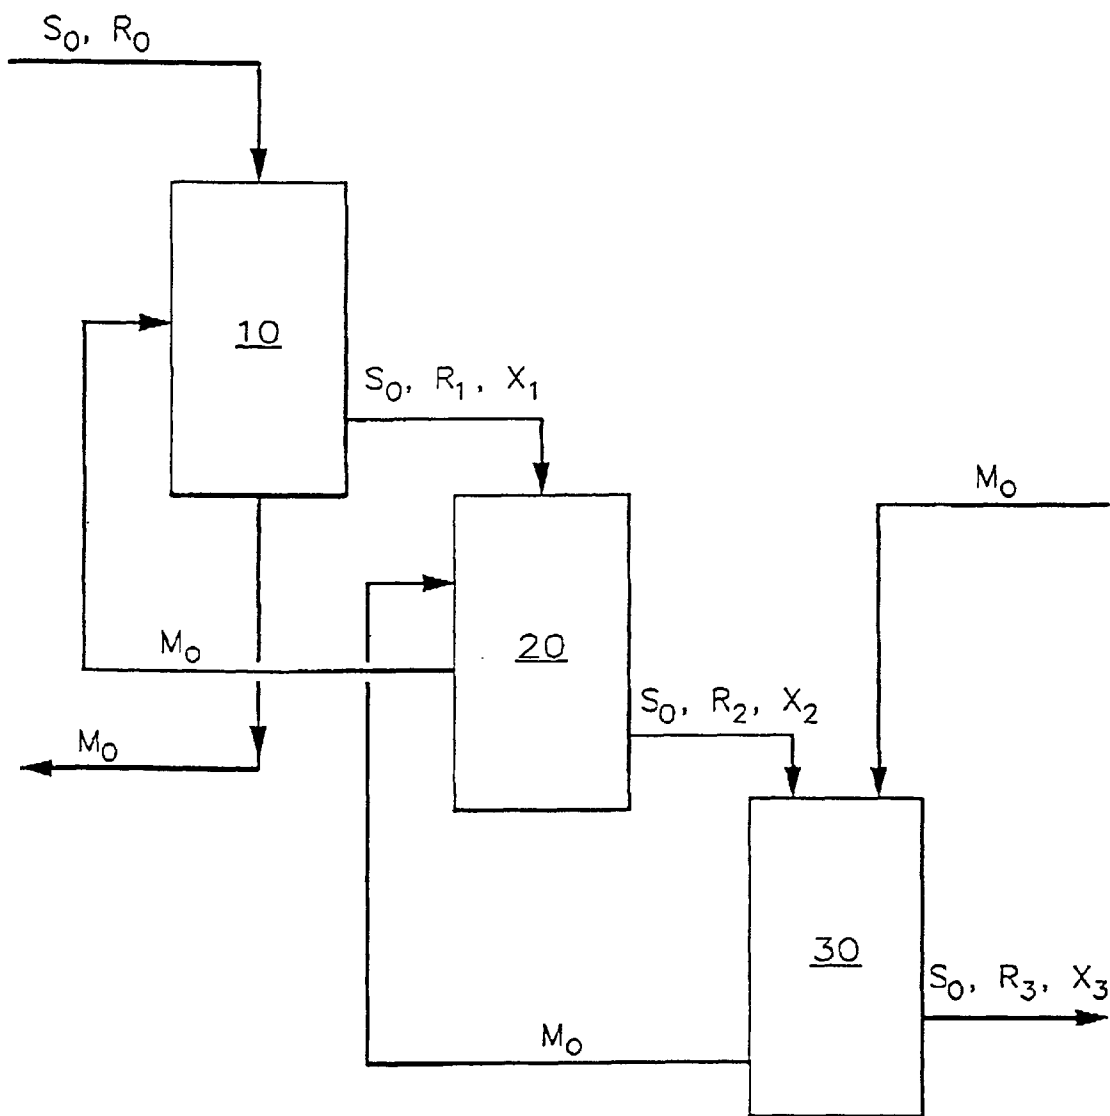 S₀, R₀
10
S₀, R₁, X₁
M₀
20
M₀
S₀, R₂, X₂
M₀
30
S₀, R₃, X₃
M₀